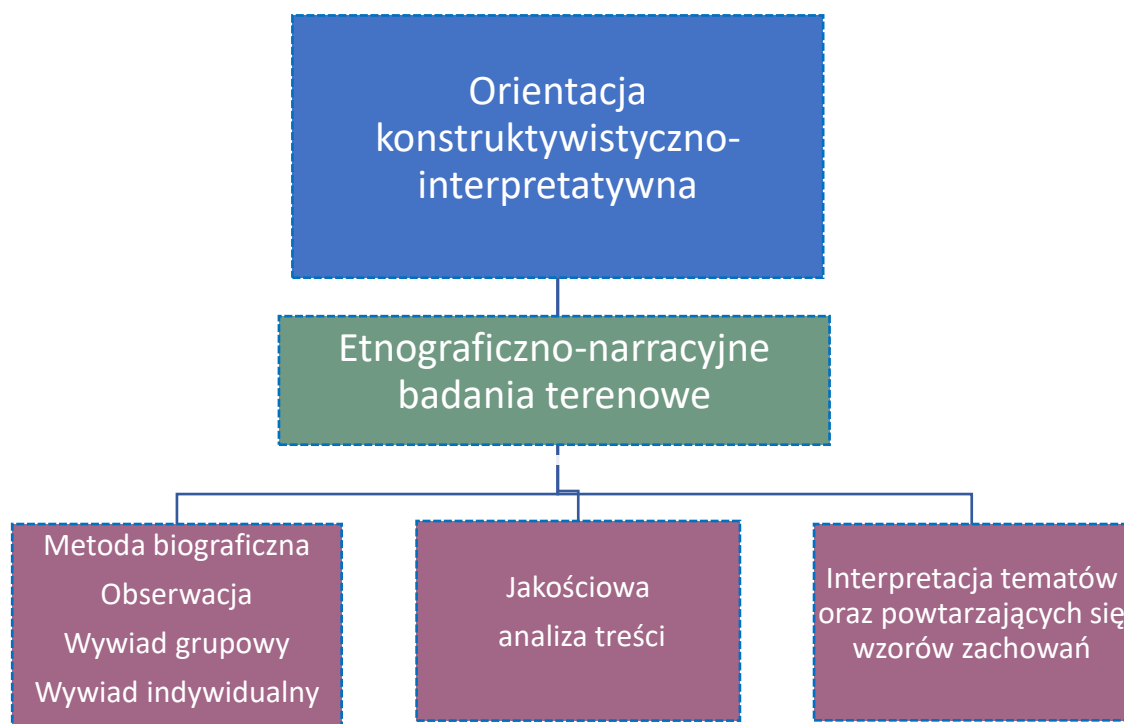 Orientacja
konstruktywistyczno-
interpretatywna
Etnograficzno-narracyjne
badania terenowe
Metoda biograficzna
Obserwacja
Wywiad grupowy
Wywiad indywidualny
Jakościowa
analiza treści
Interpretacja tematów
oraz powtarzających się
wzorów zachowań